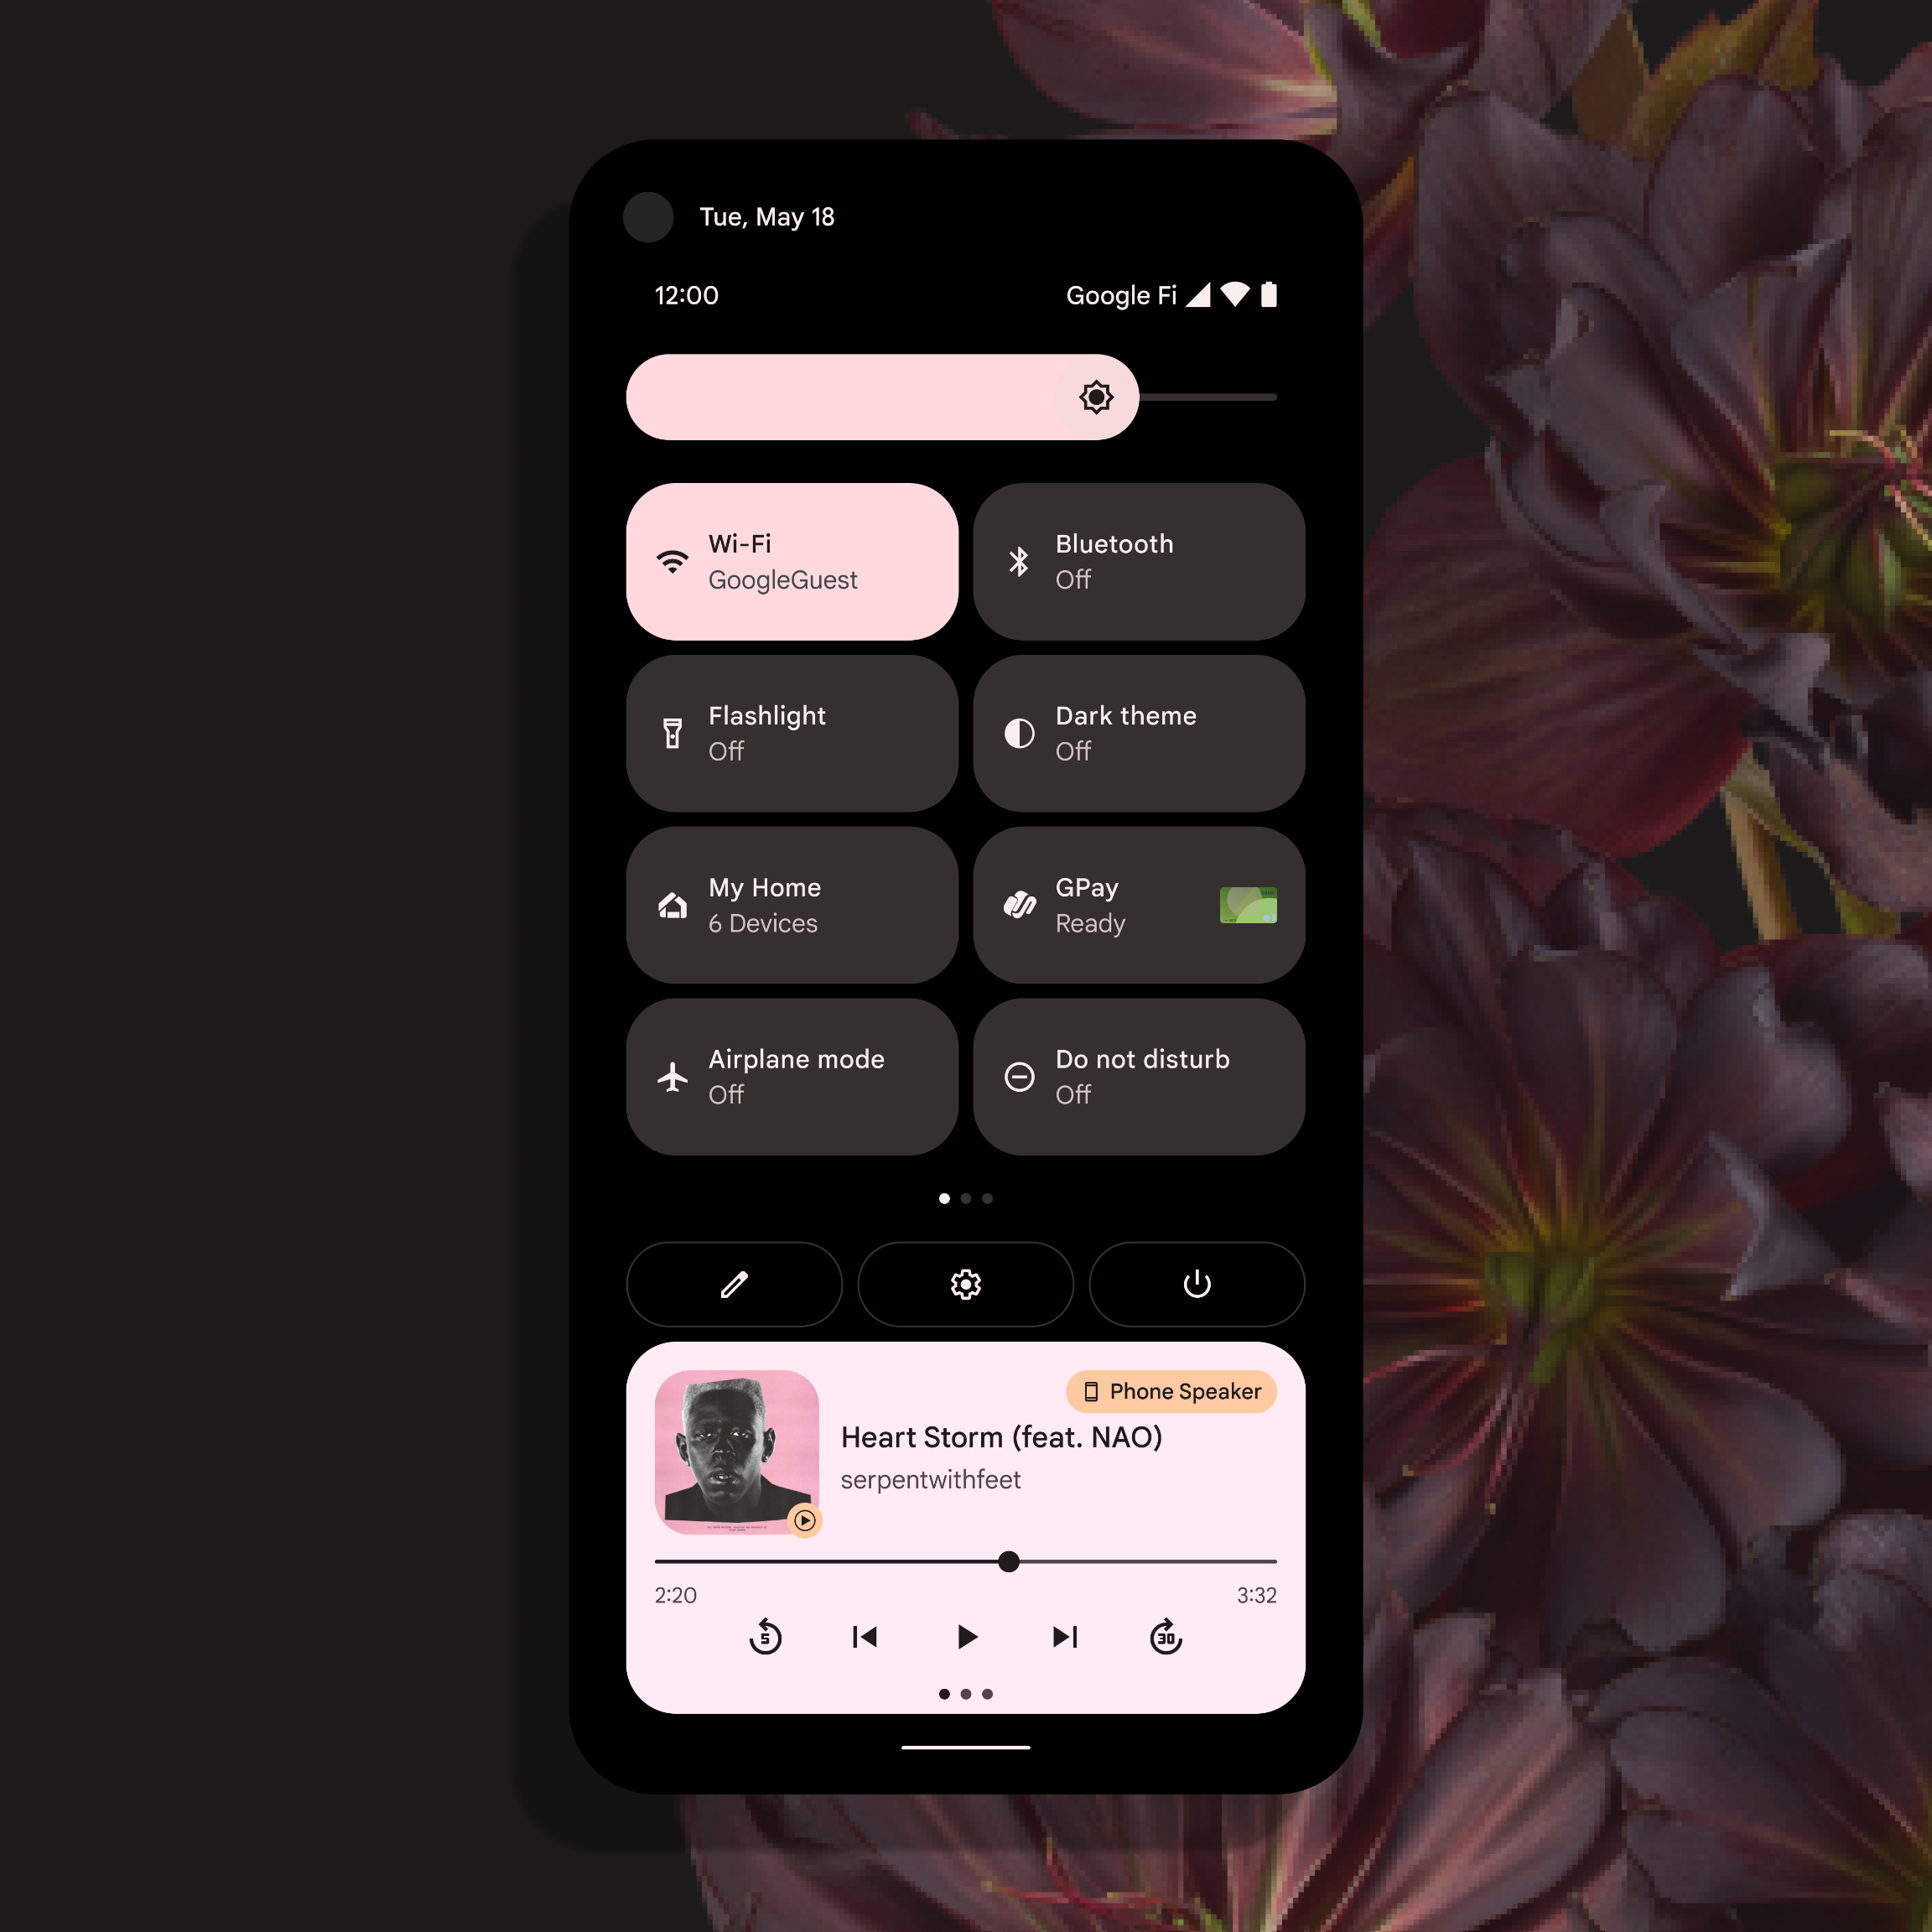 Tue, May 18
12:00
Google Fi
Wi-Fi
GoogleGuest
Bluetooth
Off
Flashlight
Off
Dark theme
Off
My Home
6 Devices
GPay
Ready
Airplane mode
Off
Do not disturb
Off
Phone Speaker
Heart Storm (feat. NAO)
serpentwithfeet
2:20
3:32
5
30